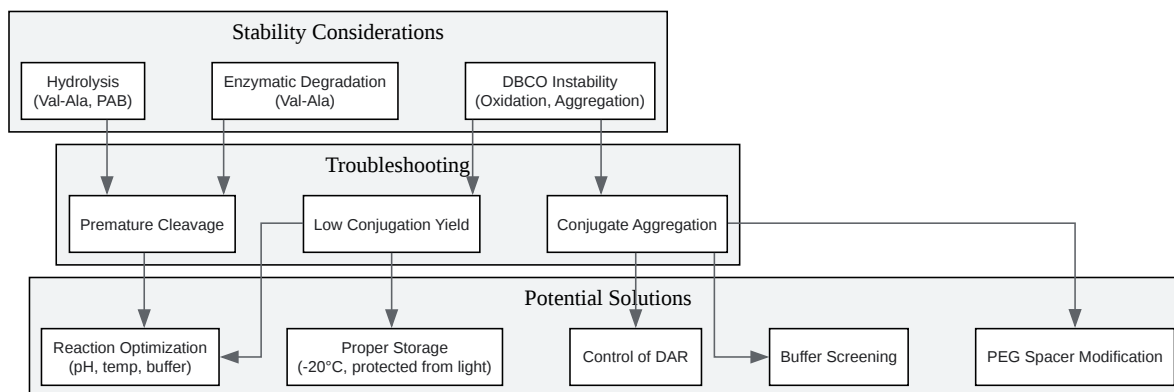 Stability Considerations
Hydrolysis
(Val-Ala, PAB)
Enzymatic Degradation
(Val-Ala)
DBCO Instability
(Oxidation, Aggregation)
Troubleshooting
Premature Cleavage
Low Conjugation Yield
Conjugate Aggregation
Potential Solutions
Reaction Optimization
(pH, temp, buffer)
Proper Storage
(-20°C, protected from light)
Control of DAR
Buffer Screening
PEG Spacer Modification